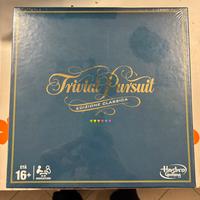 Trivial Pursuit
EDIZIONE CLASSICA
ETÀ
16+
Hasbro
Gaming